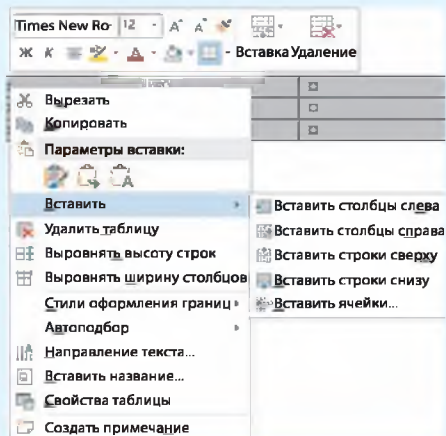 Times New Ro 12
Ж К Вставка Удаление
Вырезать
Копировать
Параметры вставки:
Вставить
Удалить таблицу
Выровнять высоту строк
Выровнять ширину столбцов
Стили оформления границ
Автоподбор
Направление текста...
Вставить название...
Свойства таблицы
Создать примечание
Вставить столбцы слева
Вставить столбцы справа
Вставить строки сверху
Вставить строки снизу
Вставить ячейки...